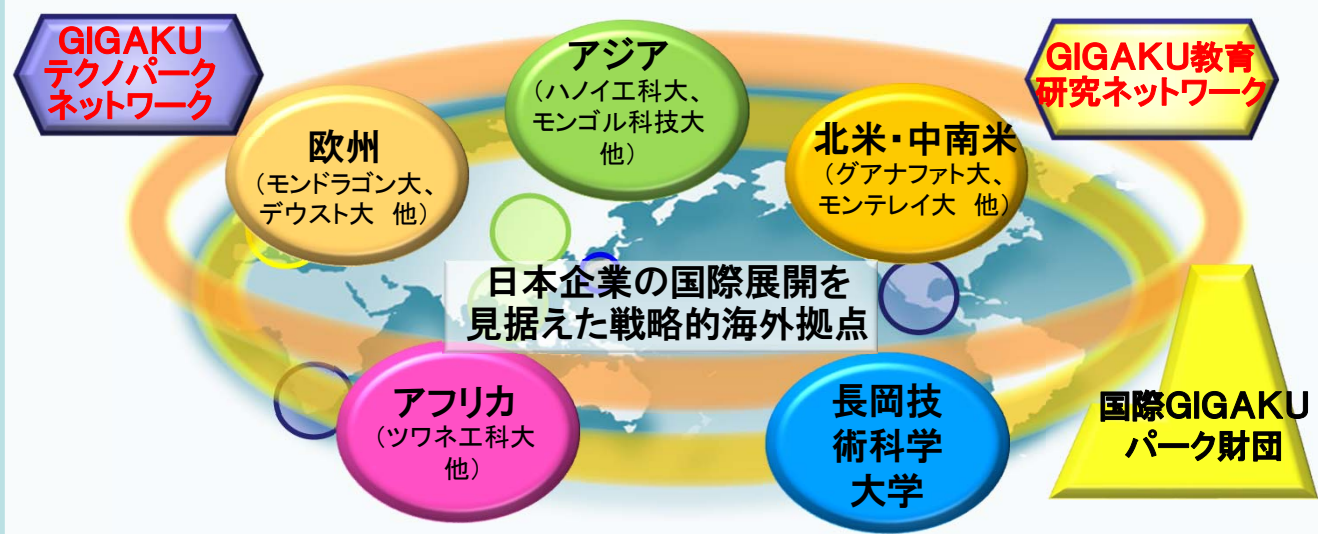 GIGAKU
テクノパーク
ネットワーク
アジア
（ハノイ工科大、
モンゴル科技大
他）
GIGAKU教育
研究ネットワーク
欧州
（モンドラゴン大、
デウスト大　他）
北米・中南米
（グアナファト大、
モンテレイ大　他）
日本企業の国際展開を
見据えた戦略的海外拠点
アフリカ
（ツワネ工科大
他）
長岡技
術科学
大学
国際GIGAKU
パーク財団